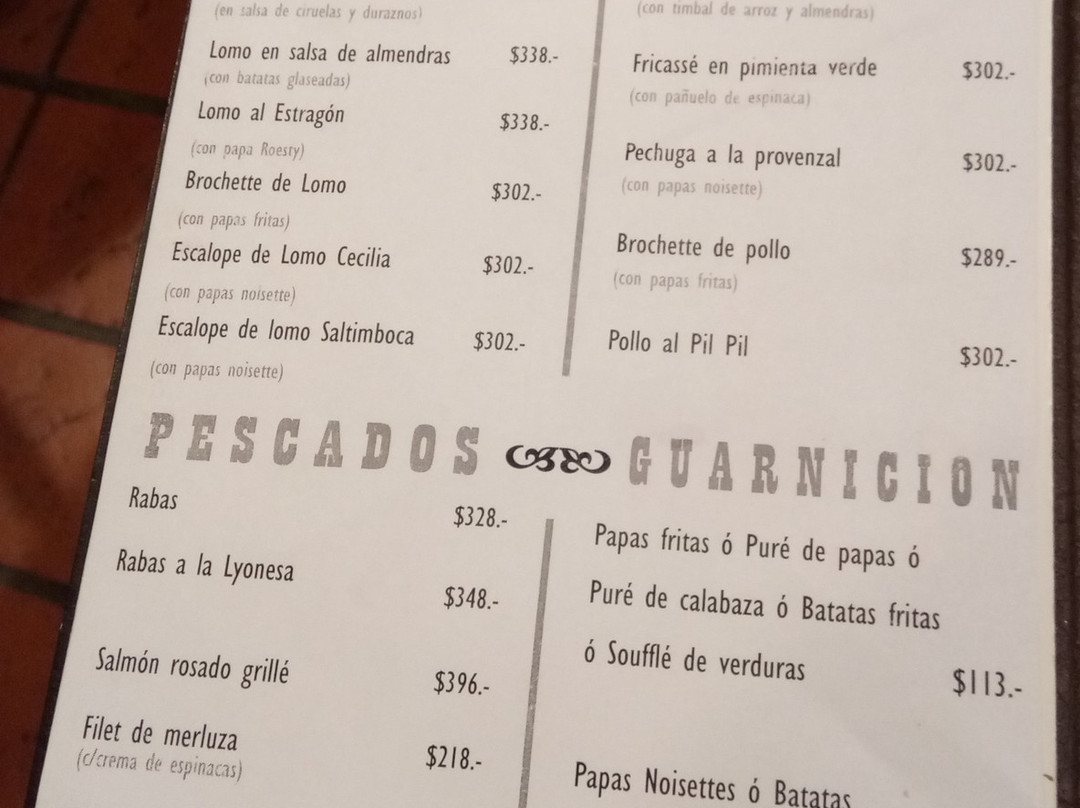 (en salsa de ciruelas y duraznos)
Lomo en salsa de almendras $338.-
(con batatas glaseadas)
Lomo al Estragón $338.-
(con papa Roesty)
Brochette de Lomo $302.-
(con papas fritas)
Escalope de Lomo Cecilia $302.-
(con papas noisette)
Escalope de lomo Saltimboca $302.-
(con papas noisette)
(con timbal de arroz y almendras)
Fricassé en pimienta verde $302.-
(con pañuelo de espinaca)
Pechuga a la provenzal $302.-
(con papas noisette)
Brochette de pollo $289.-
(con papas fritas)
Pollo al Pil Pil $302.-
PESCADOS
Rabas $328.-
Rabas a la Lyonesa $348.-
Salmón rosado grillé $396.-
Filet de merluza $218.-
(c/crema de espinacas)
GUARNICION
Papas fritas ó Puré de papas ó
Puré de calabaza ó Batatas fritas
ó Soufflé de verduras $113.-
Papas Noisettes ó Batatas